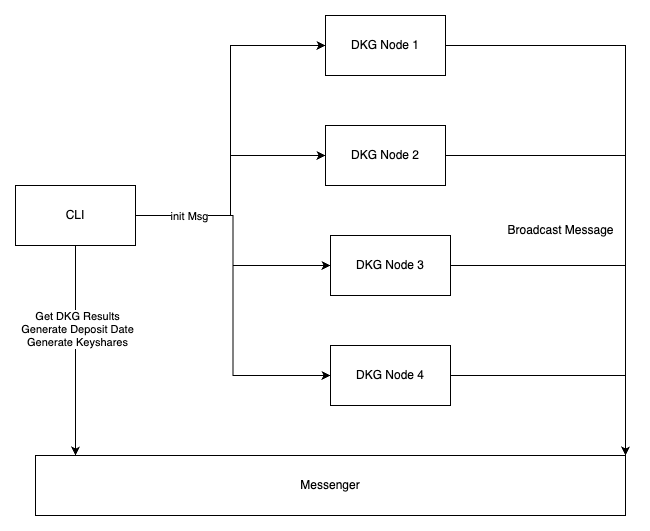 DKG Node 1
DKG Node 2
CLI
init Msg
Broadcast Message
DKG Node 3
Get DKG Results
Generate Deposit Date
Generate Keyshares
DKG Node 4
Messenger